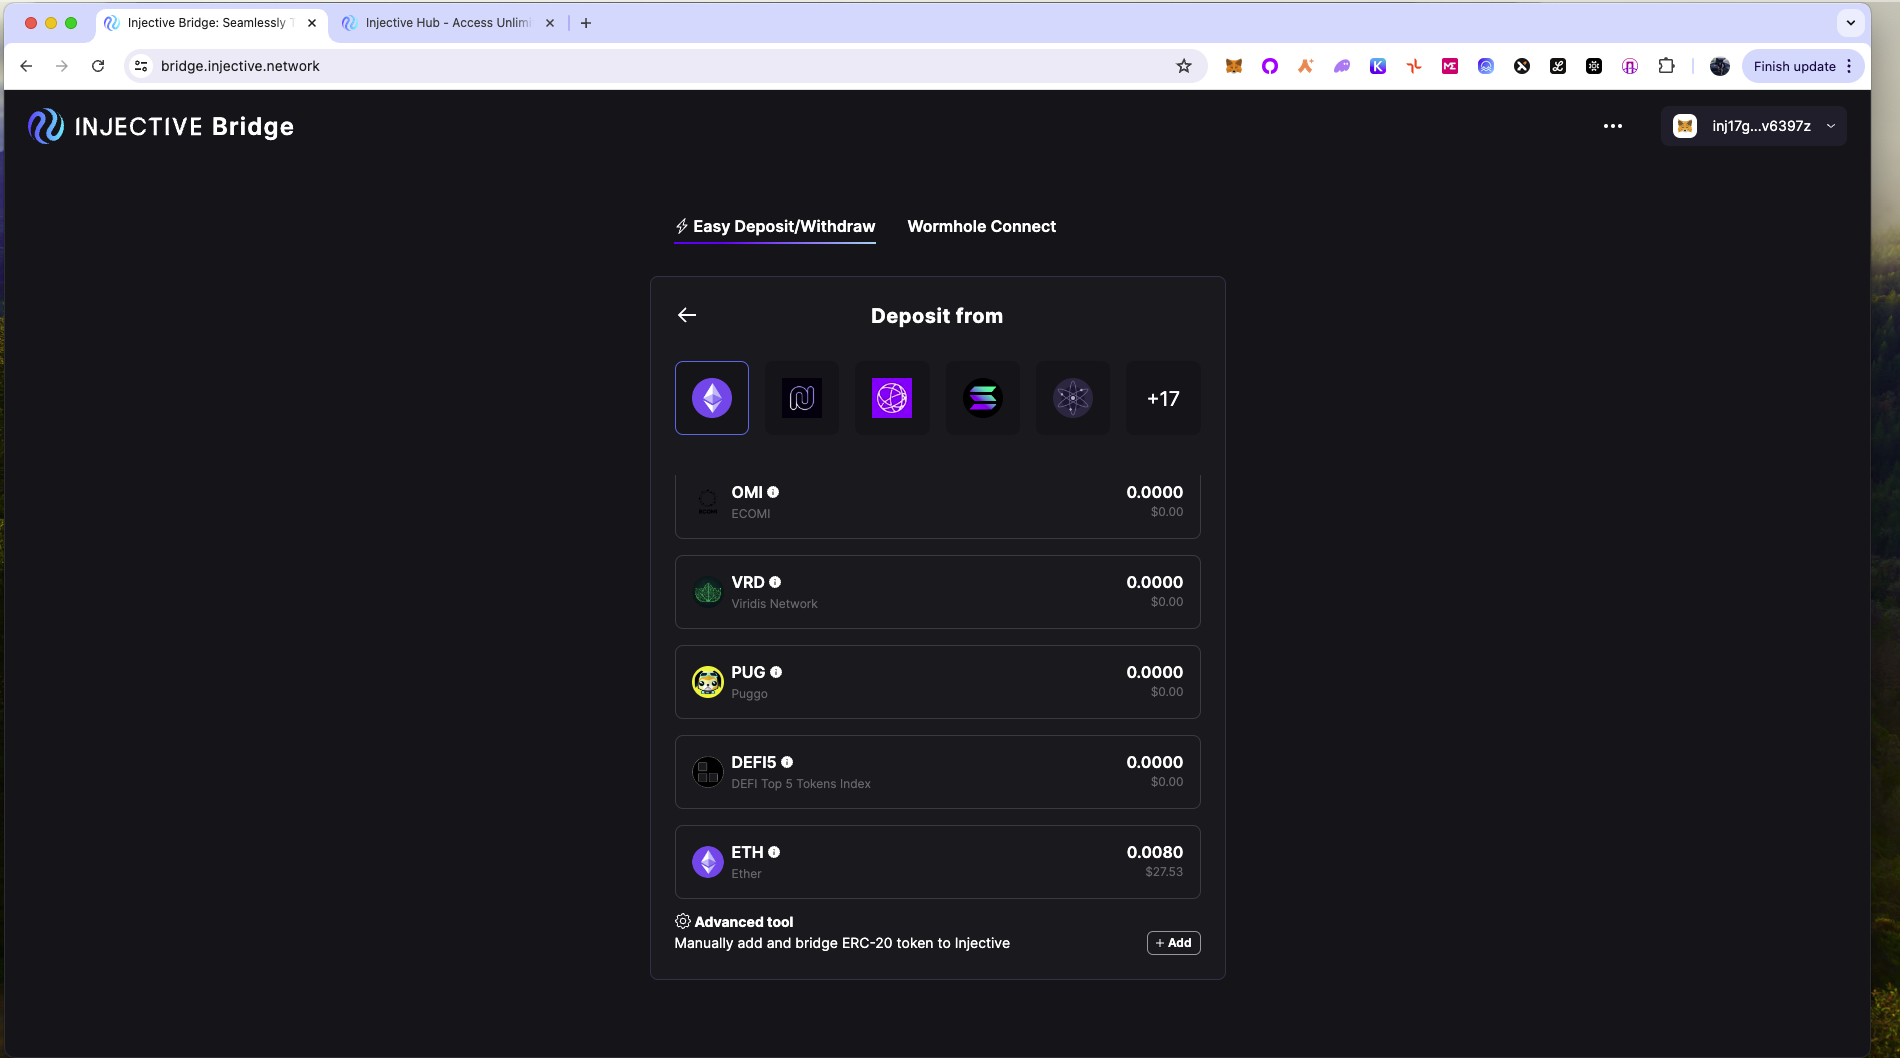 Injective Bridge: Seamlessly T
Injective Hub - Access Unlimi
bridge.injective.network
Finish update
INJECTIVE Bridge
inj17g...v6397z
Easy Deposit/Withdraw
Wormhole Connect
Deposit from
+17
OMI
0.0000
ECOMI
$0.00
VRD
0.0000
Viridis Network
$0.00
PUG
0.0000
Puggo
$0.00
DEFI5
0.0000
DEFI Top 5 Tokens Index
$0.00
ETH
0.0080
Ether
$27.53
Advanced tool
Manually add and bridge ERC-20 token to Injective
+ Add